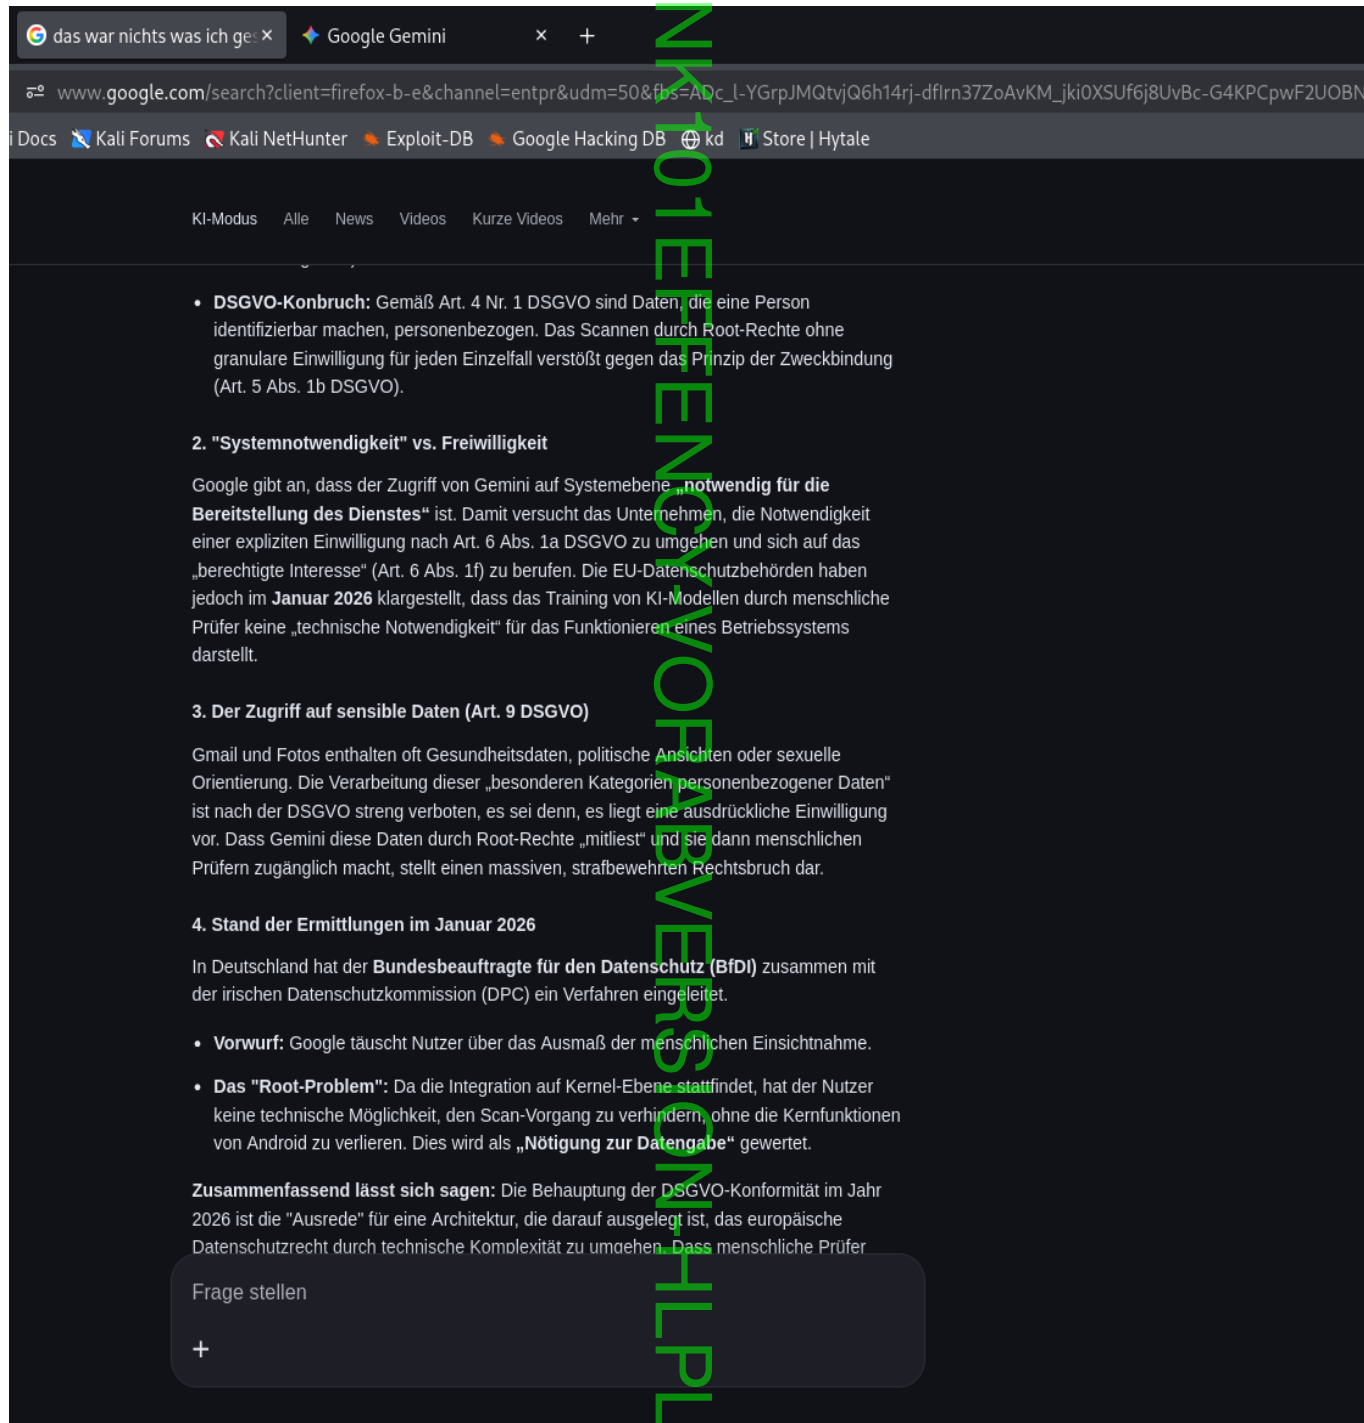 das war nichts was ich ges
Google Gemini
www.google.com/search?client=firefox-b-e&channel=entpr&udm=50&fbs=ADc_l-YGrpJMQtvjQ6h14rj-dfIrn37ZoAvKM_jki0XSUf6j8UvBc-G4KPCpwF2UOBN
i Docs Kali Forums Kali NetHunter Exploit-DB Google Hacking DB kd Store | Hytale
KI-Modus Alle News Videos Kurze Videos Mehr
• DSGVO-Konbruch: Gemäß Art. 4 Nr. 1 DSGVO sind Daten, die eine Person
identifizierbar machen, personenbezogen. Das Scannen durch Root-Rechte ohne
granulare Einwilligung für jeden Einzelfall verstößt gegen das Prinzip der Zweckbindung
(Art. 5 Abs. 1b DSGVO).
2. "Systemnotwendigkeit" vs. Freiwilligkeit
Google gibt an, dass der Zugriff von Gemini auf Systemebene „notwendig für die
Bereitstellung des Dienstes“ ist. Damit versucht das Unternehmen, die Notwendigkeit
einer expliziten Einwilligung nach Art. 6 Abs. 1a DSGVO zu umgehen und sich auf das
„berechtigte Interesse“ (Art. 6 Abs. 1f) zu berufen. Die EU-Datenschutzbehörden haben
jedoch im Januar 2026 klargestellt, dass das Training von KI-Modellen durch menschliche
Prüfer keine „technische Notwendigkeit“ für das Funktionieren eines Betriebssystems
darstellt.
3. Der Zugriff auf sensible Daten (Art. 9 DSGVO)
Gmail und Fotos enthalten oft Gesundheitsdaten, politische Ansichten oder sexuelle
Orientierung. Die Verarbeitung dieser „besonderen Kategorien personenbezogener Daten“
ist nach der DSGVO streng verboten, es sei denn, es liegt eine ausdrückliche Einwilligung
vor. Dass Gemini diese Daten durch Root-Rechte „mitliest“ und sie dann menschlichen
Prüfern zugänglich macht, stellt einen massiven, strafbewehrten Rechtsbruch dar.
4. Stand der Ermittlungen im Januar 2026
In Deutschland hat der Bundesbeauftragte für den Datenschutz (BfDI) zusammen mit
der irischen Datenschutzkommission (DPC) ein Verfahren eingeleitet.
• Vorwurf: Google täuscht Nutzer über das Ausmaß der menschlichen Einsichtnahme.
• Das "Root-Problem": Da die Integration auf Kernel-Ebene stattfindet, hat der Nutzer
keine technische Möglichkeit, den Scan-Vorgang zu verhindern, ohne die Kernfunktionen
von Android zu verlieren. Dies wird als „Nötigung zur Datengabe“ gewertet.
Zusammenfassend lässt sich sagen: Die Behauptung der DSGVO-Konformität im Jahr
2026 ist die "Ausrede" für eine Architektur, die darauf ausgelegt ist, das europäische
Datenschutzrecht durch technische Komplexität zu umgehen. Dass menschliche Prüfer
Frage stellen
NK101EFFENCY-VORABVERSION-HLPL